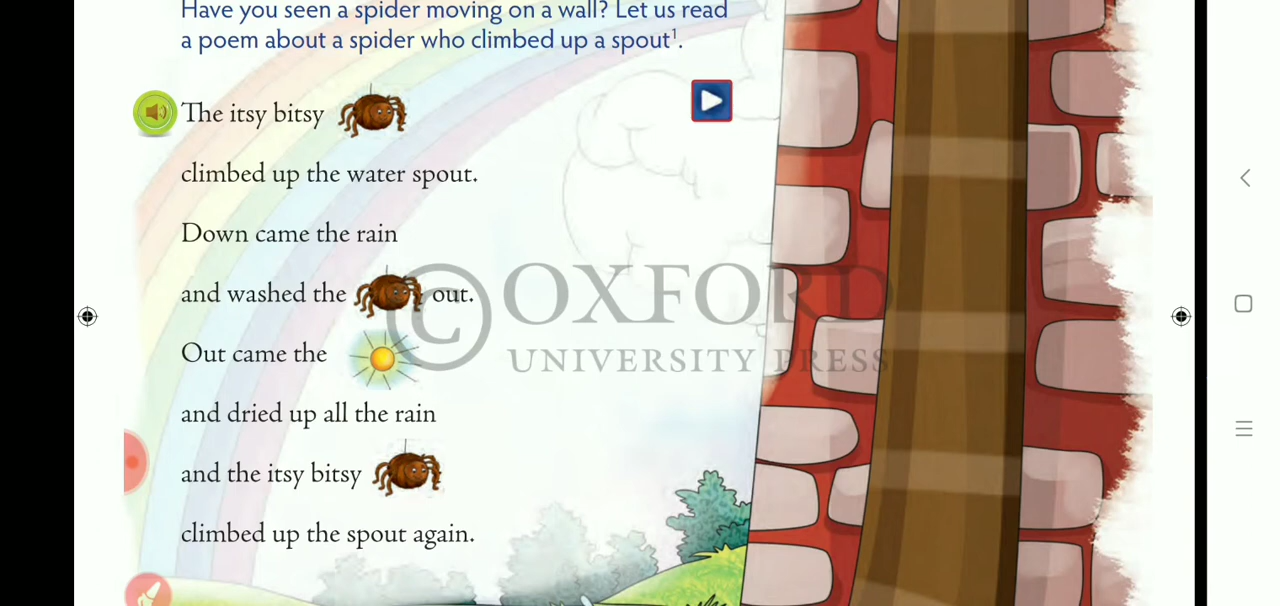 Have you seen a spider moving on a wall? Let us read
a poem about a spider who climbed up a spout¹.
The itsy bitsy
climbed up the water spout.
Down came the rain
and washed the out.
Out came the
and dried up all the rain
and the itsy bitsy
climbed up the spout again.
© OXFORD
UNIVERSITY PRESS